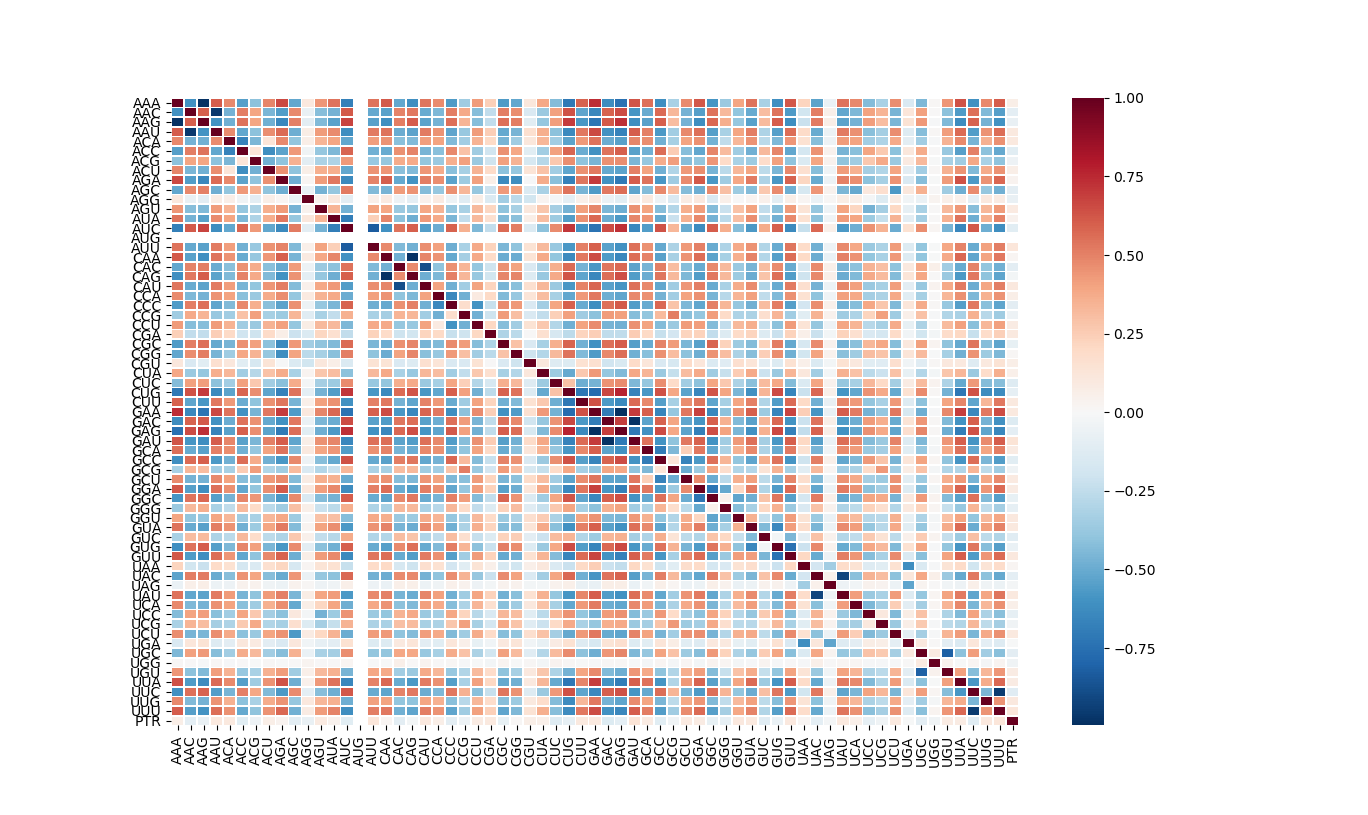 AAA
AAC
AAG
AAU
ACA
ACC
ACG
ACU
AGA
AGC
AGG
AGU
AUA
AUC
AUG
AUU
CAA
CAC
CAG
CAU
CCA
CCC
CCG
CCU
CGA
CGC
CGG
CGU
CUA
CUC
CUG
CUU
GAA
GAC
GAG
GAU
GCA
GCC
GCG
GCU
GGA
GGC
GGG
GGU
GUA
GUC
GUG
GUU
UAA
UAC
UAG
UAU
UCA
UCC
UCG
UCU
UGA
UGC
UGG
UGU
UUA
UUC
UUG
UUU
PTR
AAA AAC AAG AAU ACA ACC ACG ACU AGA AGC AGG AGU AUA AUC AUG AUU CAA CAC CAG CAU CCA CCC CCG CCU CGA CGC CGG CGU CUA CUC CUG CUU GAA GAC GAG GAU GCA GCC GCG GCU GGA GGC GGG GGU GUA GUC GUG GUU UAA UAC UAG UAU UCA UCC UCG UCU UGA UGC UGG UGU UUA UUC UUG UUU PTR
1.00
0.75
0.50
0.25
0.00
−0.25
−0.50
−0.75